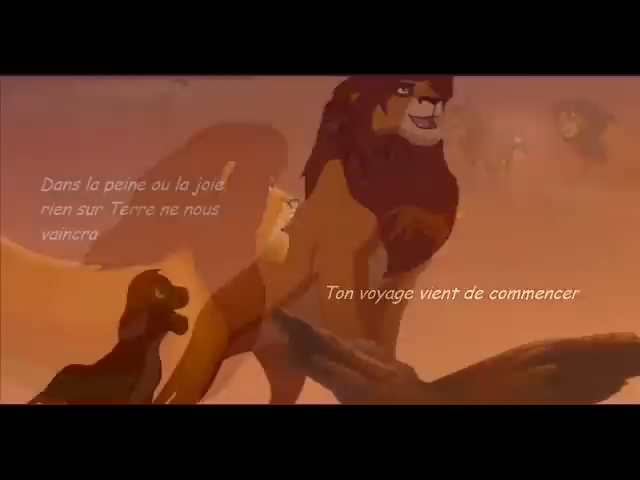 Dans la peine ou la joie
rien sur Terre ne nous
vaincra
Ton voyage vient de commencer